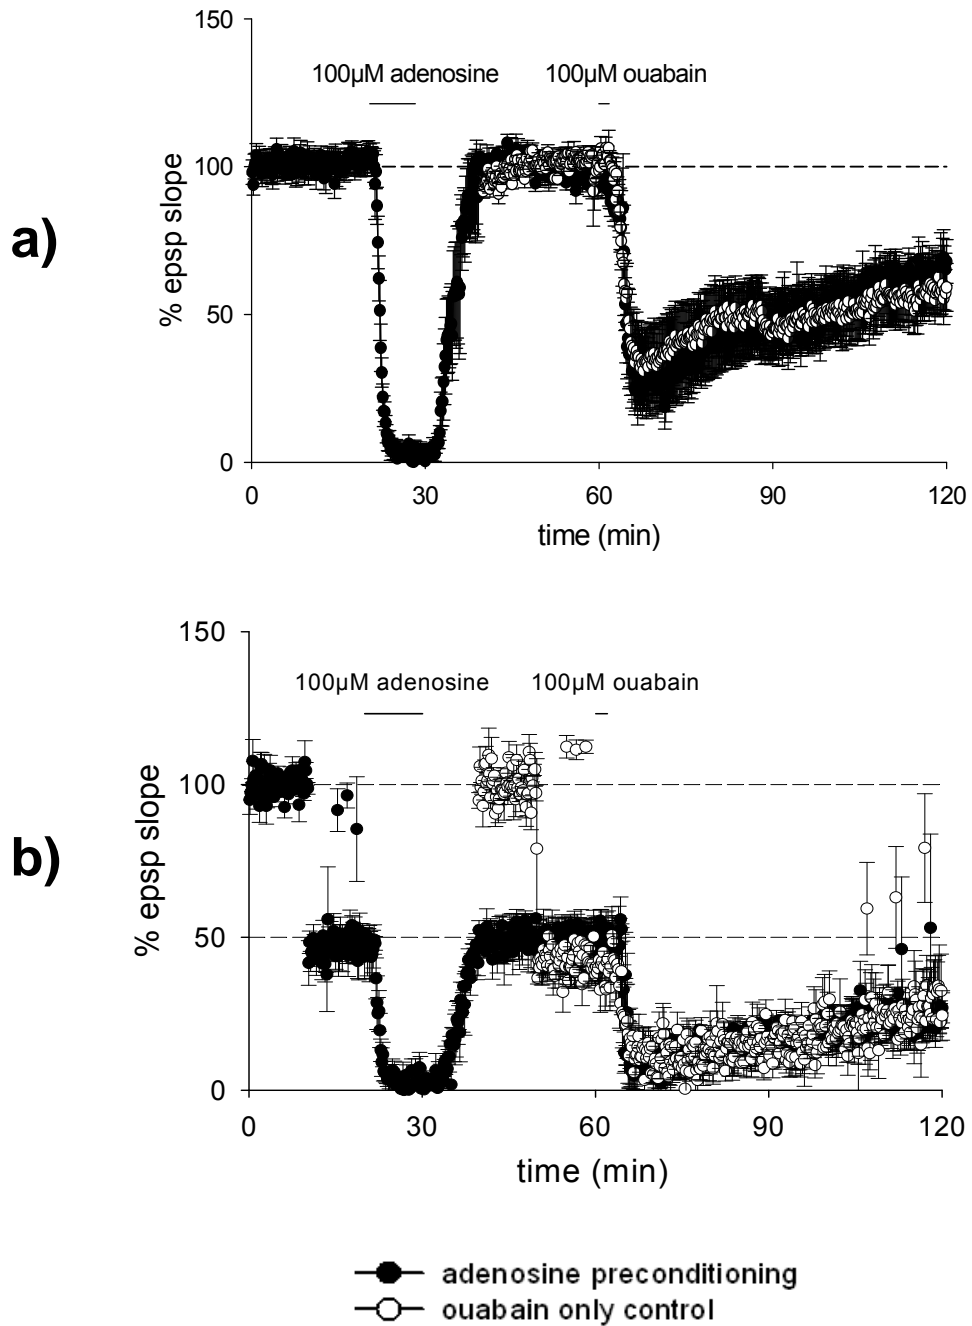 a)
150
100µM adenosine 100µM ouabain
100
% epsp slope
50
0
0 30 60 90 120
time (min)
b)
150
100µM adenosine 100µM ouabain
100
% epsp slope
50
0
0 30 60 90 120
time (min)
adenosine preconditioning
ouabain only control